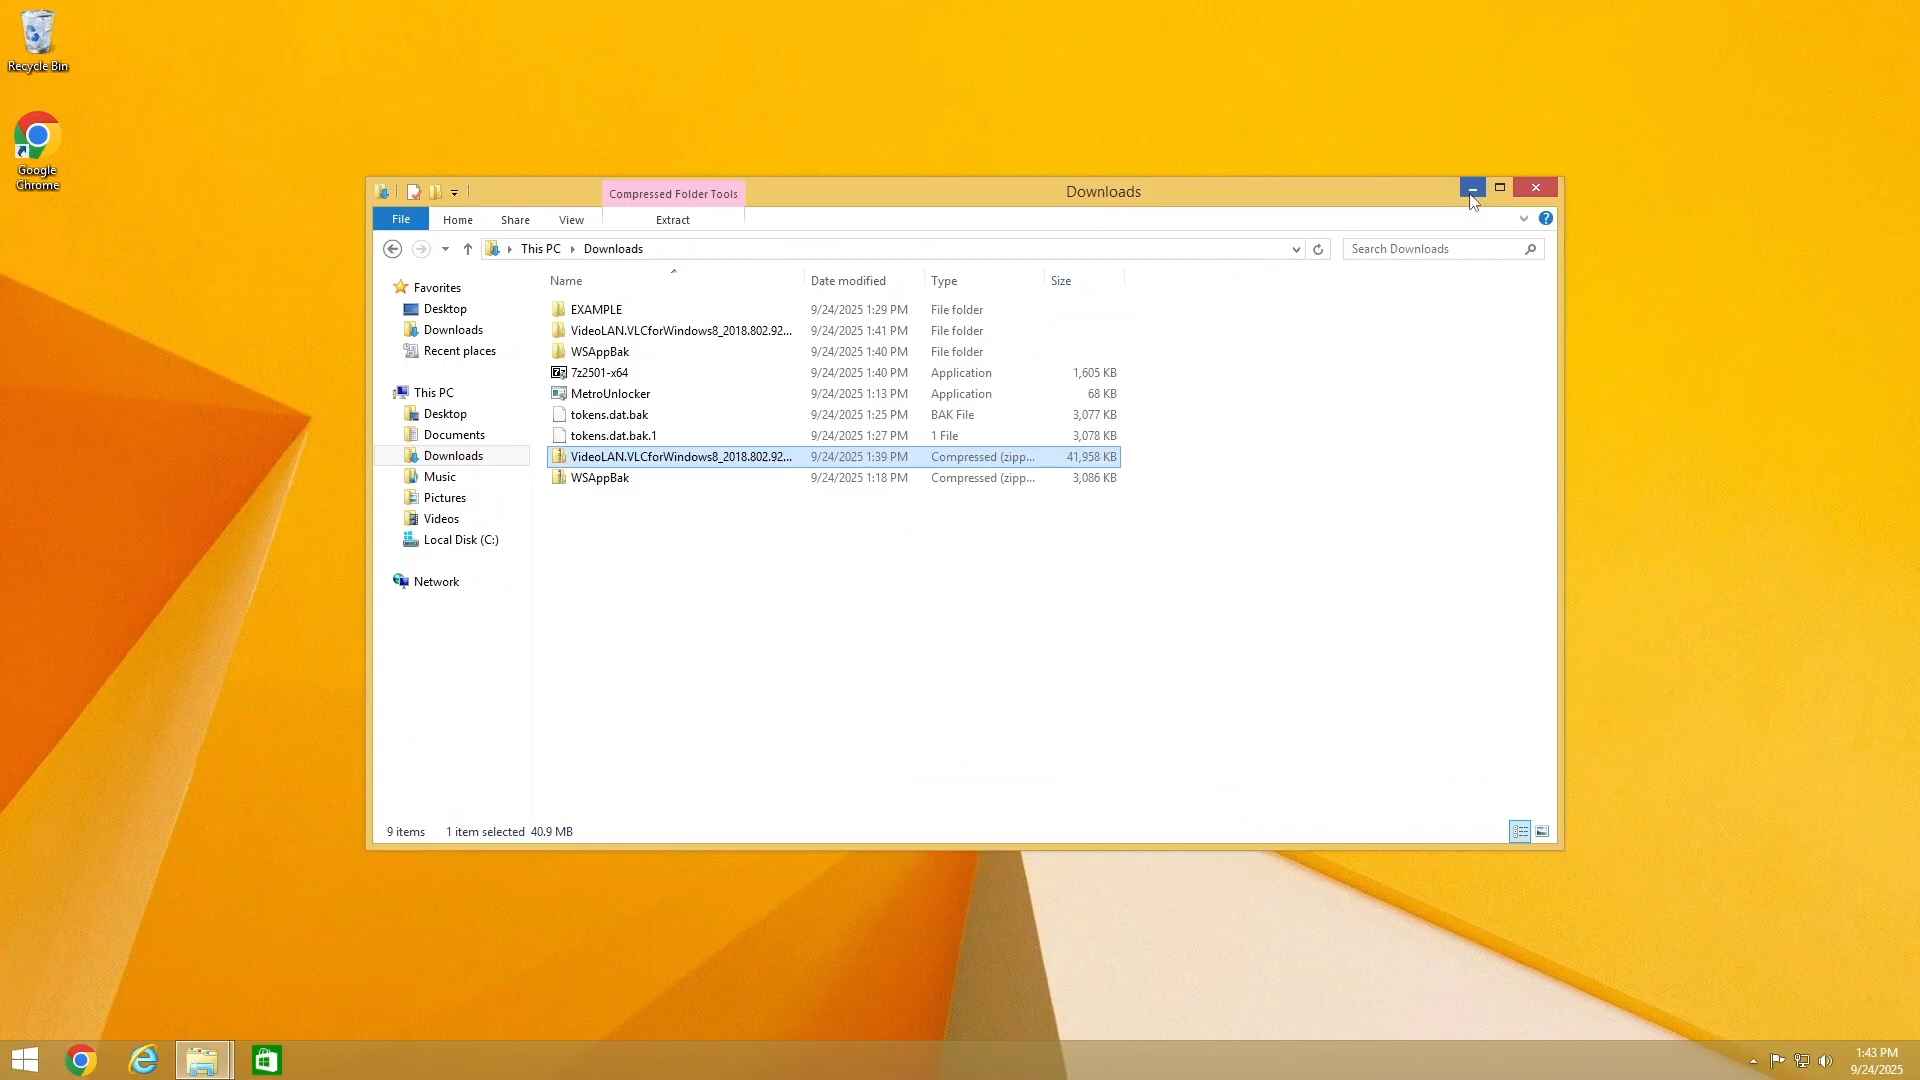 Recycle Bin
Google
Chrome
Compressed Folder Tools
Downloads
File
Home
Share
View
Extract
This PC
Downloads
Search Downloads
Favorites
Desktop
Downloads
Recent places
This PC
Desktop
Documents
Downloads
Music
Pictures
Videos
Local Disk (C:)
Network
Name Date modified Type Size
EXAMPLE 9/24/2025 1:29 PM File folder
VideoLAN.VLCforWindows8_2018.802.92... 9/24/2025 1:41 PM File folder
WSAppBak 9/24/2025 1:40 PM File folder
7z2501-x64 9/24/2025 1:40 PM Application 1,605 KB
MetroUnlocker 9/24/2025 1:13 PM Application 68 KB
tokens.dat.bak 9/24/2025 1:25 PM BAK File 3,077 KB
tokens.dat.bak.1 9/24/2025 1:27 PM 1 File 3,078 KB
VideoLAN.VLCforWindows8_2018.802.92... 9/24/2025 1:39 PM Compressed (zipp... 41,958 KB
WSAppBak 9/24/2025 1:18 PM Compressed (zipp... 3,086 KB
9 items 1 item selected 40.9 MB
1:43 PM
9/24/2025